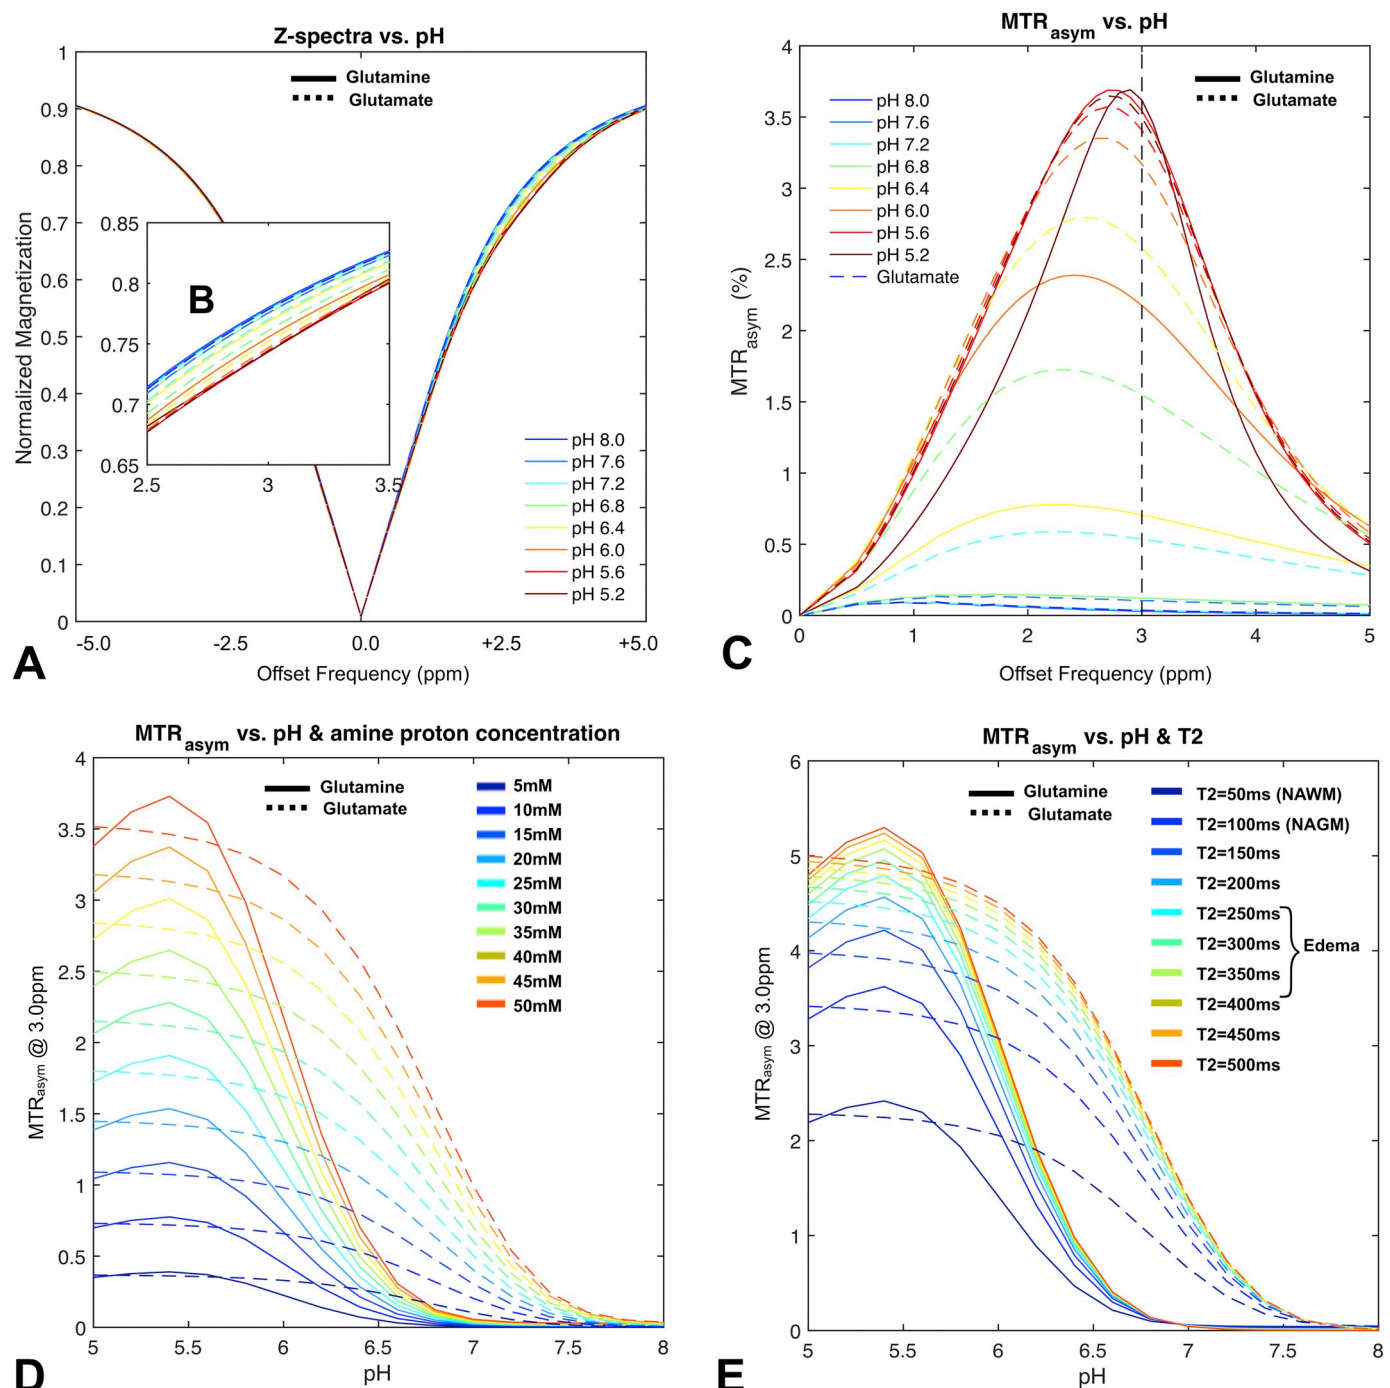 Z-spectra vs. pH
Glutamine
Glutamate
Normalized Magnetization
1
0.9
0.8
0.7
0.6
0.5
0.4
0.3
0.2
0.1
0
0.85
0.8
0.75
0.7
0.65
B
2.5
3
3.5
pH 8.0
pH 7.6
pH 7.2
pH 6.8
pH 6.4
pH 6.0
pH 5.6
pH 5.2
-5.0
-2.5
0.0
+2.5
+5.0
Offset Frequency (ppm)
A
MTRasym vs. pH
pH 8.0
pH 7.6
pH 7.2
pH 6.8
pH 6.4
pH 6.0
pH 5.6
pH 5.2
Glutamate
Glutamine
Glutamate
MTRasym (%)
4
3.5
3
2.5
2
1.5
1
0.5
0
0
1
2
3
4
5
Offset Frequency (ppm)
C
MTRasym vs. pH & amine proton concentration
Glutamine
Glutamate
5mM
10mM
15mM
20mM
25mM
30mM
35mM
40mM
45mM
50mM
MTRasym @ 3.0ppm
4
3.5
3
2.5
2
1.5
1
0.5
0
5
5.5
6
6.5
7
7.5
8
pH
D
MTRasym vs. pH & T2
Glutamine
Glutamate
T2=50ms (NAWM)
T2=100ms (NAGM)
T2=150ms
T2=200ms
T2=250ms
T2=300ms
T2=350ms
T2=400ms
T2=450ms
T2=500ms
Edema
MTRasym @ 3.0ppm
6
5
4
3
2
1
0
5
5.5
6
6.5
7
7.5
8
pH
E